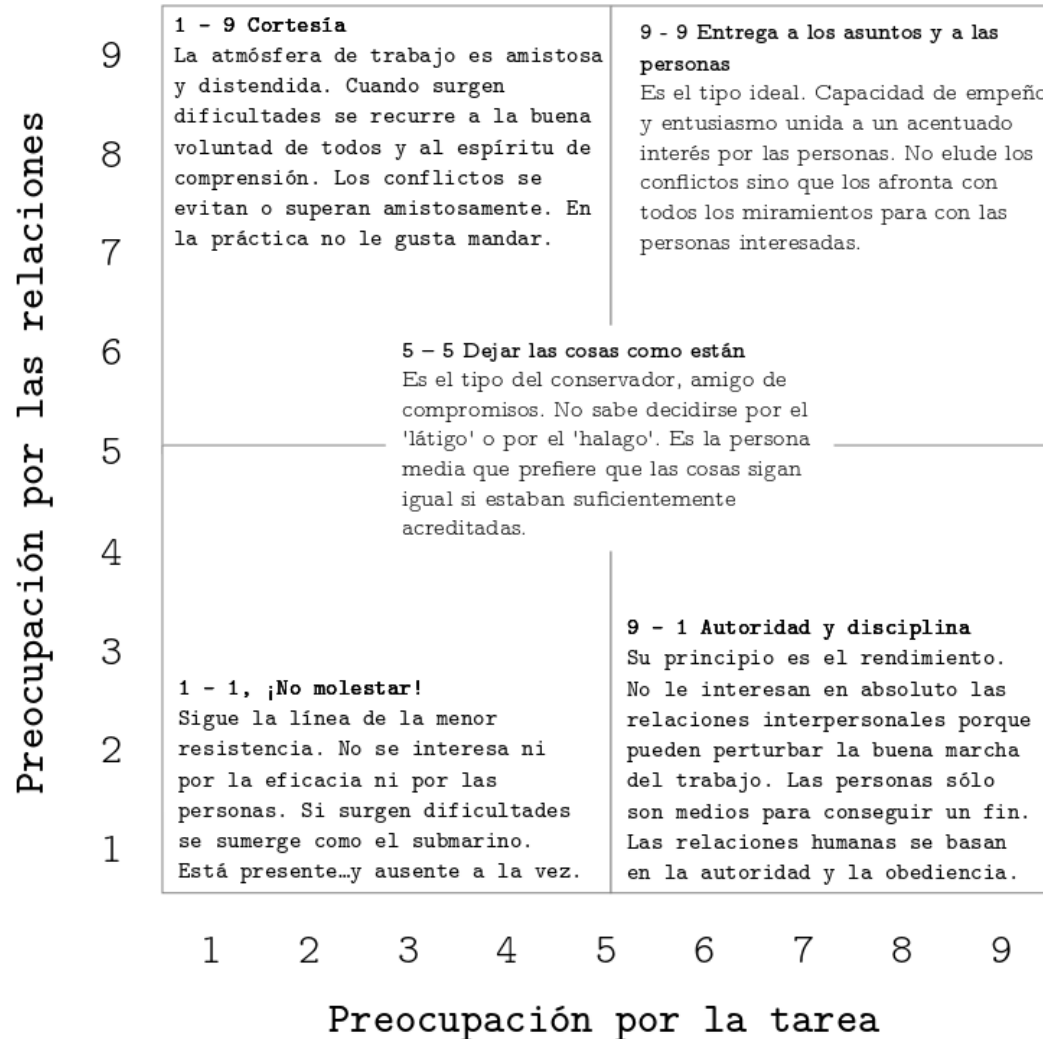 Preocupación por las relaciones
9
8
7
6
5
4
3
2
1
1 - 9 Cortesía
La atmósfera de trabajo es amistosa
y distendida. Cuando surgen
dificultades se recurre a la buena
voluntad de todos y al espíritu de
comprensión. Los conflictos se
evitan o superan amistosamente. En
la práctica no le gusta mandar.
9 - 9 Entrega a los asuntos y a las
personas
Es el tipo ideal. Capacidad de empeño
y entusiasmo unida a un acentuado
interés por las personas. No elude los
conflictos sino que los afronta con
todos los miramientos para con las
personas interesadas.
5 – 5 Dejar las cosas como están
Es el tipo del conservador, amigo de
compromisos. No sabe decidirse por el
'látigo' o por el 'halago'. Es la persona
media que prefiere que las cosas sigan
igual si estaban suficientemente
acreditadas.
1 - 1, ¡No molestar!
Sigue la línea de la menor
resistencia. No se interesa ni
por la eficacia ni por las
personas. Si surgen dificultades
se sumerge como el submarino.
Está presente…y ausente a la vez.
9 - 1 Autoridad y disciplina
Su principio es el rendimiento.
No le interesan en absoluto las
relaciones interpersonales porque
pueden perturbar la buena marcha
del trabajo. Las personas sólo
son medios para conseguir un fin.
Las relaciones humanas se basan
en la autoridad y la obediencia.
1 2 3 4 5 6 7 8 9
Preocupación por la tarea